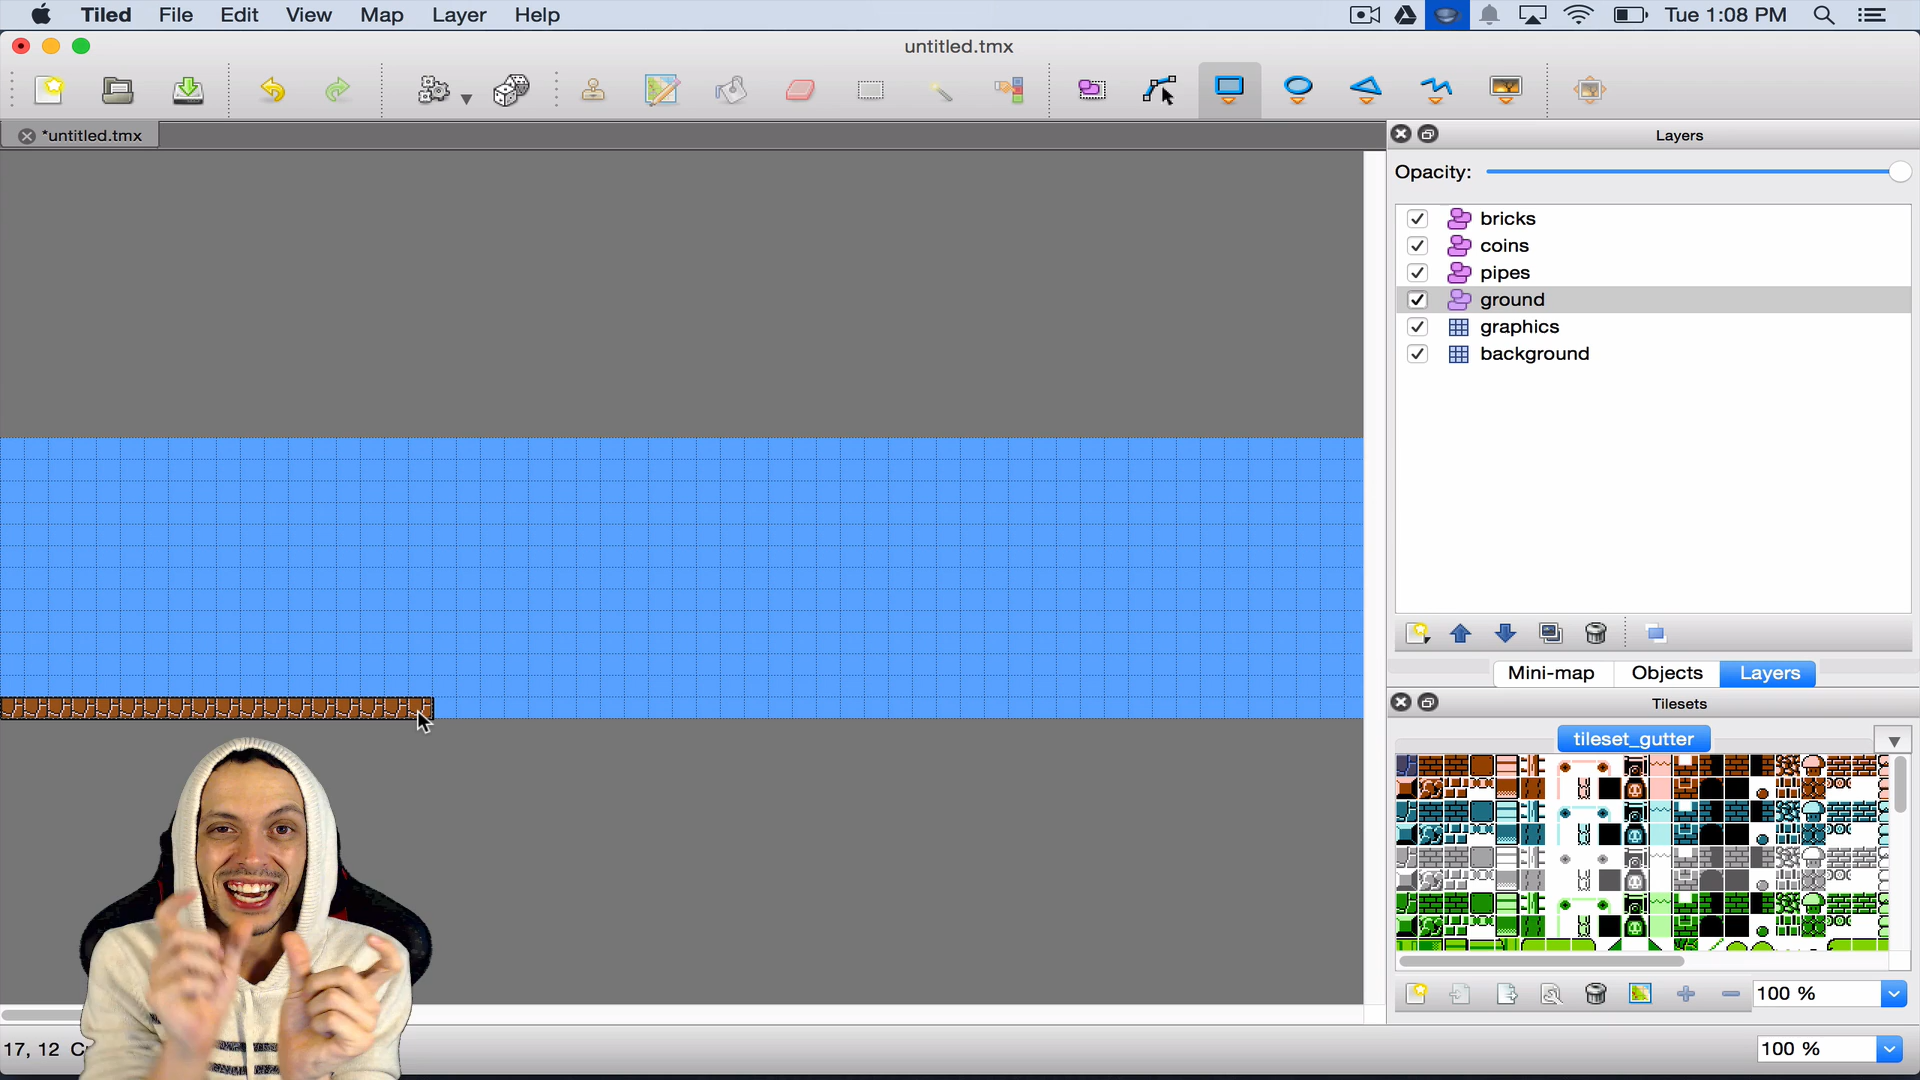 Tiled File Edit View Map Layer Help Tue 1:08 PM
untitled.tmx
*untitled.tmx
Layers
Opacity:
bricks
coins
pipes
ground
graphics
background
Mini-map Objects Layers
Tilesets
tileset_gutter
100 %
17, 12
100 %